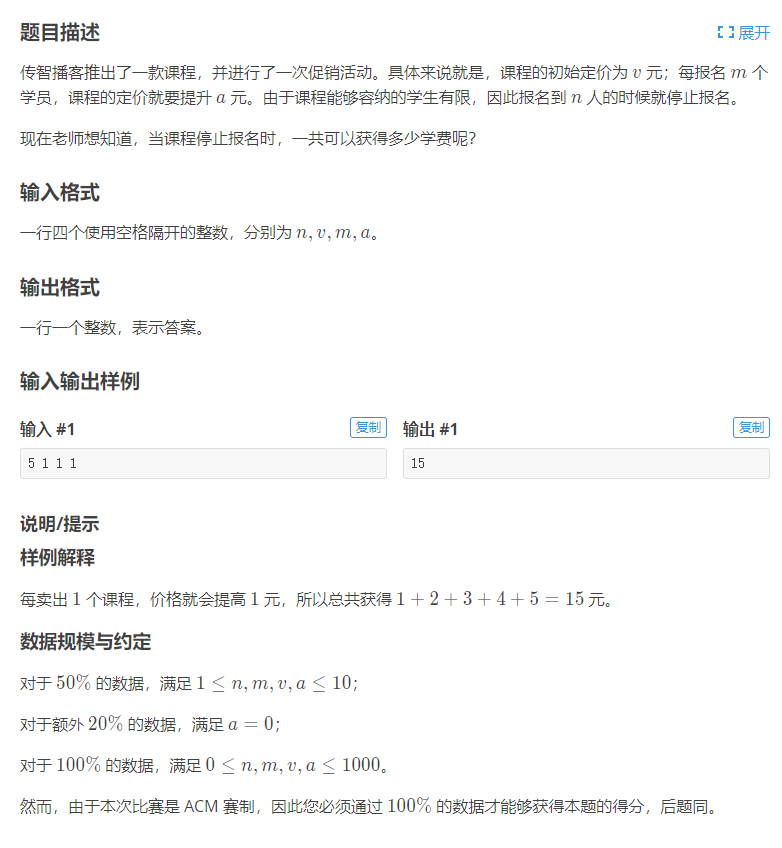 题目描述
展开
传智播客推出了一款课程，并进行了一次促销活动。具体来说就是，课程的初始定价为 v 元；每报名 m 个
学员，课程的定价就要提升 a 元。由于课程能够容纳的学生有限，因此报名到 n 人的时候就停止报名。
现在老师想知道，当课程停止报名时，一共可以获得多少学费呢？
输入格式
一行四个使用空格隔开的整数，分别为 n, v, m, a。
输出格式
一行一个整数，表示答案。
输入输出样例
输入 #1
复制
输出 #1
复制
5 1 1 1
15
说明/提示
样例解释
每卖出 1 个课程，价格就会提高 1 元，所以总共获得 1 + 2 + 3 + 4 + 5 = 15 元。
数据规模与约定
对于 50% 的数据，满足 1 ≤ n, m, v, a ≤ 10；
对于额外 20% 的数据，满足 a = 0；
对于 100% 的数据，满足 0 ≤ n, m, v, a ≤ 1000。
然而，由于本次比赛是 ACM 赛制，因此您必须通过 100% 的数据才能够获得本题的得分，后题同。